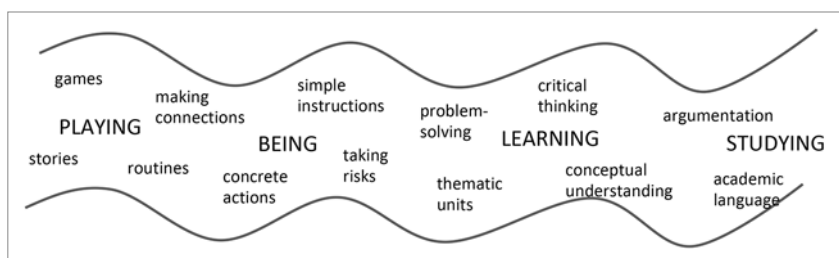 games
making
connections
PLAYING
stories
routines
simple
instructions
BEING
concrete
actions
taking
risks
problem-
solving
critical
thinking
LEARNING
thematic
units
conceptual
understanding
argumentation
STUDYING
academic
language